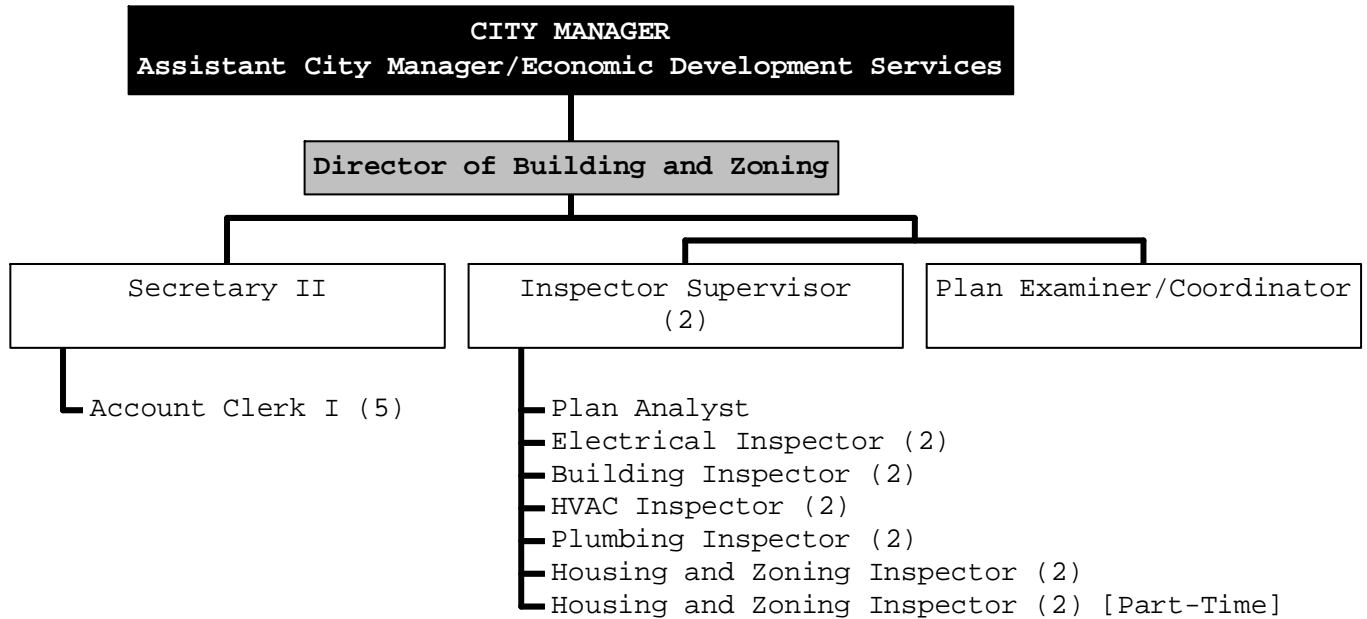 CITY MANAGER
Assistant City Manager/Economic Development Services
Director of Building and Zoning
Secretary II
Inspector Supervisor
(2)
Plan Examiner/Coordinator
Account Clerk I (5)
Plan Analyst
Electrical Inspector (2)
Building Inspector (2)
HVAC Inspector (2)
Plumbing Inspector (2)
Housing and Zoning Inspector (2)
Housing and Zoning Inspector (2) [Part-Time]